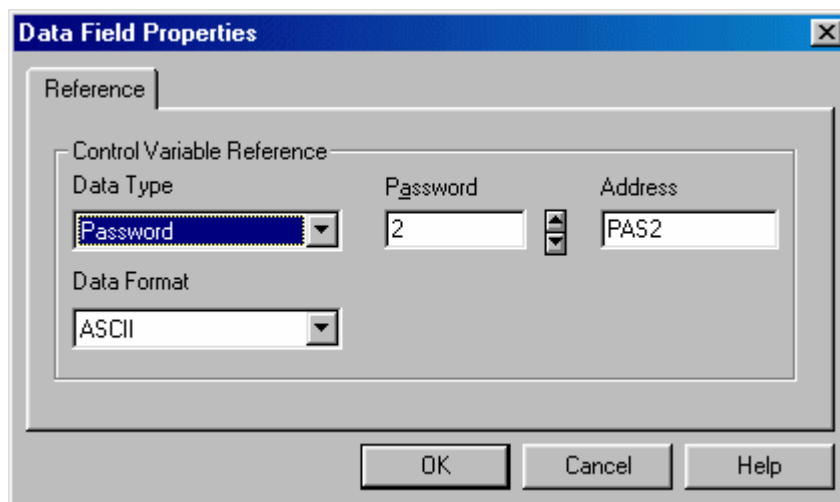 Data Field Properties
Reference
Control Variable Reference
Data Type Password Address
Password 2 PAS2
Data Format
ASCII
OK Cancel Help